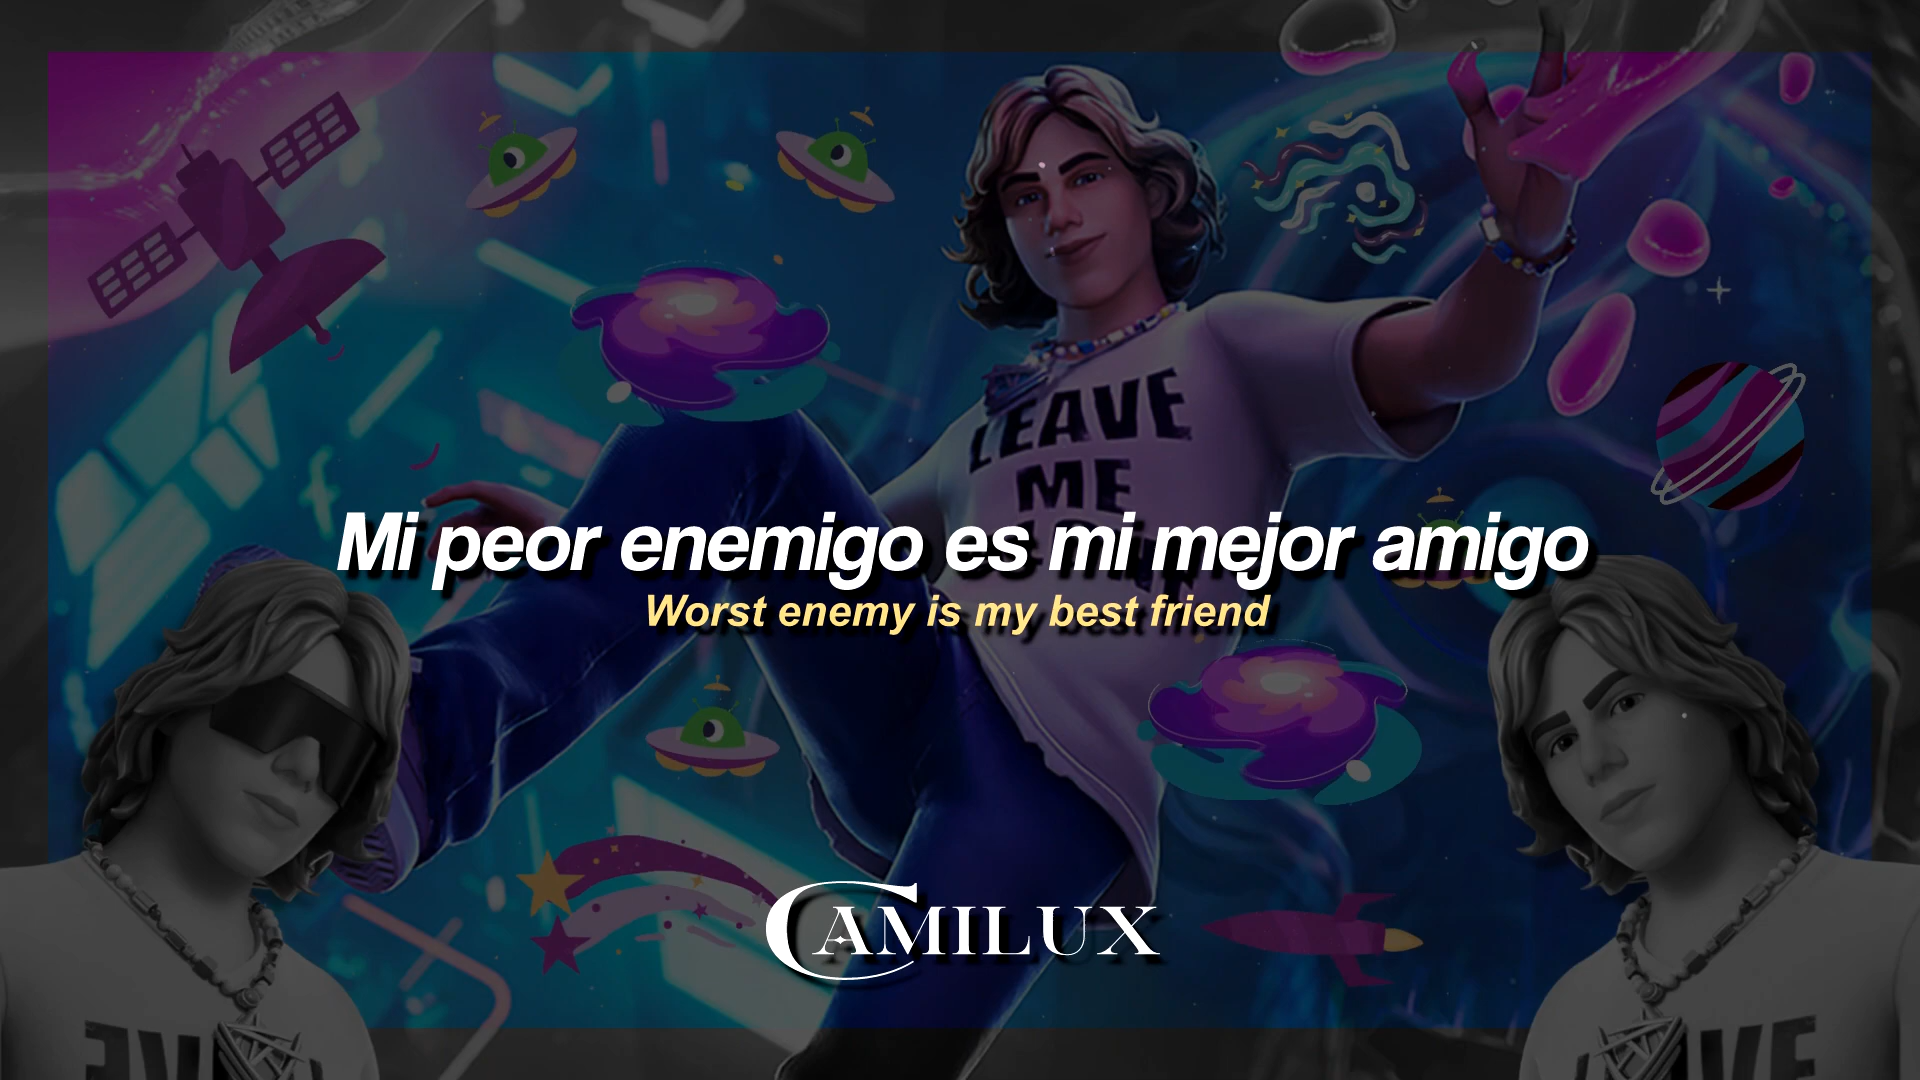 LEAVE
ME
Mi peor enemigo es mi mejor amigo
Worst enemy is my best friend
CAMILUX